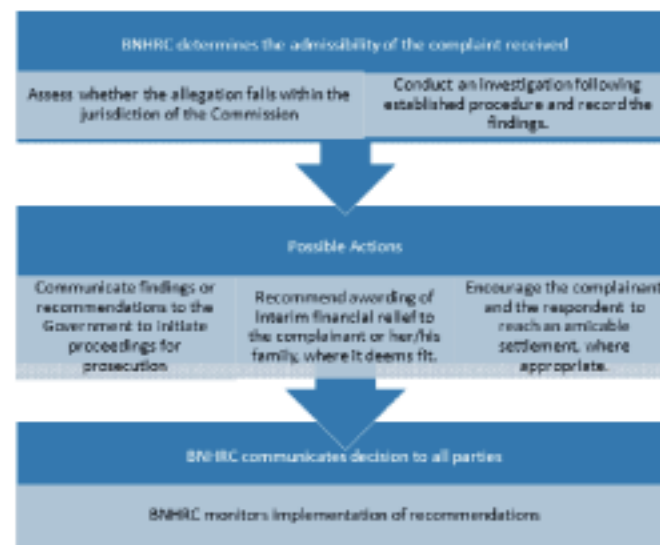 BNHRC determines the admissibility of the complaint received
Assess whether the allegation falls within the
jurisdiction of the Commission
Conduct an investigation following
established procedure and record the
findings.
Possible Actions
Communicate findings or
recommendations to the
Government to initiate
proceedings for
prosecution
Recommend awarding of
interim financial relief to
the complainant or her/his
family, where it deems fit.
Encourage the complainant
and the respondent to
reach an amicable
settlement, where
appropriate.
BNHRC communicates decision to all parties
BNHRC monitors implementation of recommendations